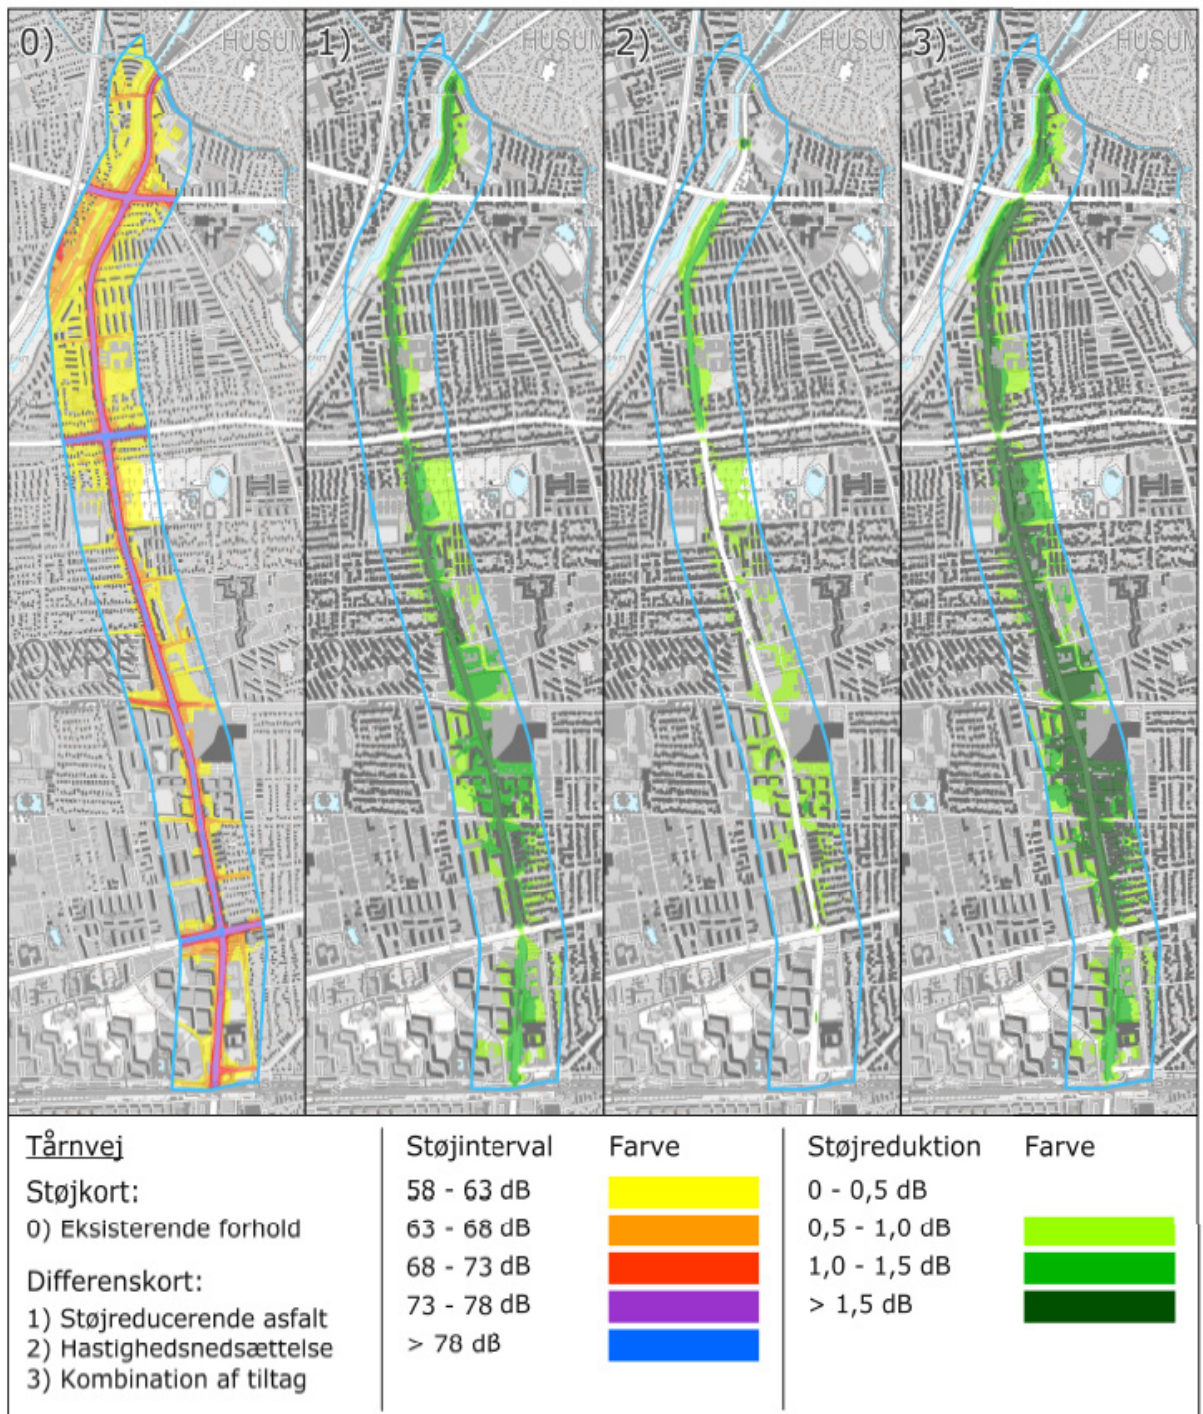 0)
HUSUM
1)
HUSUM
2)
HUSUM
3)
HUSUM
Tårnvej
Støjkort:
0) Eksisterende forhold
Differenskort:
1) Støjreducerende asfalt
2) Hastighedsnedsættelse
3) Kombination af tiltag
Støjinterval Farve
58 - 63 dB
63 - 68 dB
68 - 73 dB
73 - 78 dB
> 78 dB
Støjreduktion Farve
0 - 0,5 dB
0,5 - 1,0 dB
1,0 - 1,5 dB
> 1,5 dB